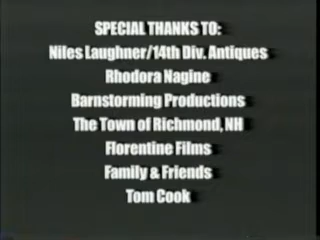 SPECIAL THANKS TO:
Niles Laughner/14th Div. Antiques
Rhodora Nagine
Barnstorming Productions
The Town of Richmond, NH
Florentine Films
Family & Friends
Tom Cook